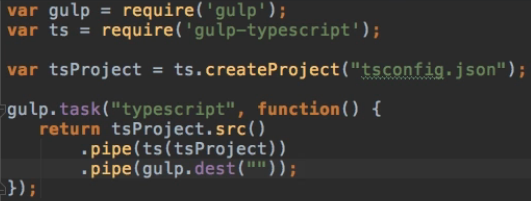 var gulp = require('gulp');
var ts = require('gulp-typescript');
var tsProject = ts.createProject("tsconfig.json");
gulp.task("typescript", function() {
return tsProject.src()
.pipe(ts(tsProject))
.pipe(gulp.dest(""));
});